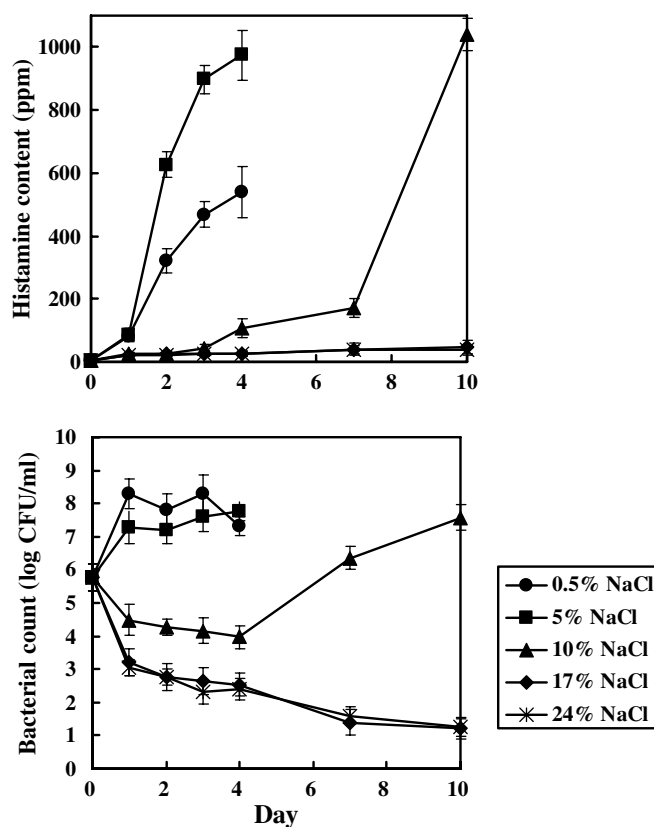 Histamine content (ppm)
1000
800
600
400
200
0
0 2 4 6 8 10
Bacterial count (log CFU/ml)
10
9
8
7
6
5
4
3
2
1
0
0 2 4 6 8 10
Day
0.5% NaCl
5% NaCl
10% NaCl
17% NaCl
24% NaCl